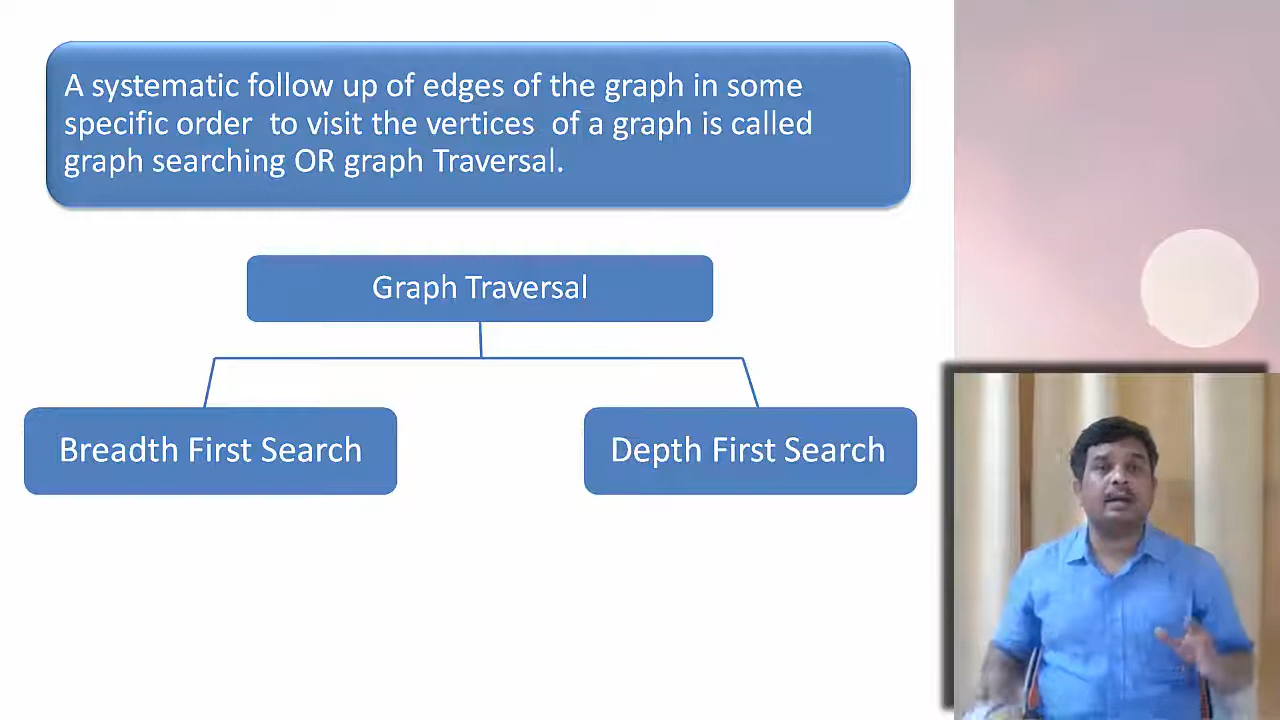 A systematic follow up of edges of the graph in some
specific order to visit the vertices of a graph is called
graph searching OR graph Traversal.
Graph Traversal
Breadth First Search
Depth First Search